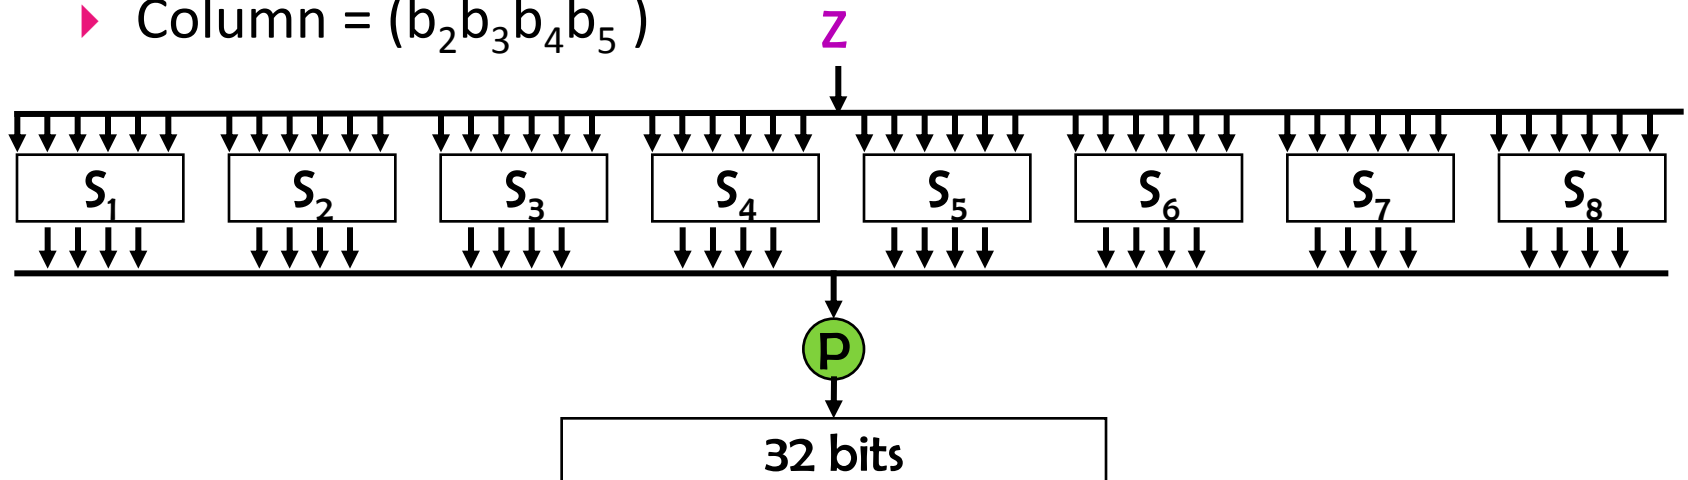 Column = (b₂b₃b₄b₅ )
Z
S₁ S₂ S₃ S₄ S₅ S₆ S₇ S₈
P
32 bits